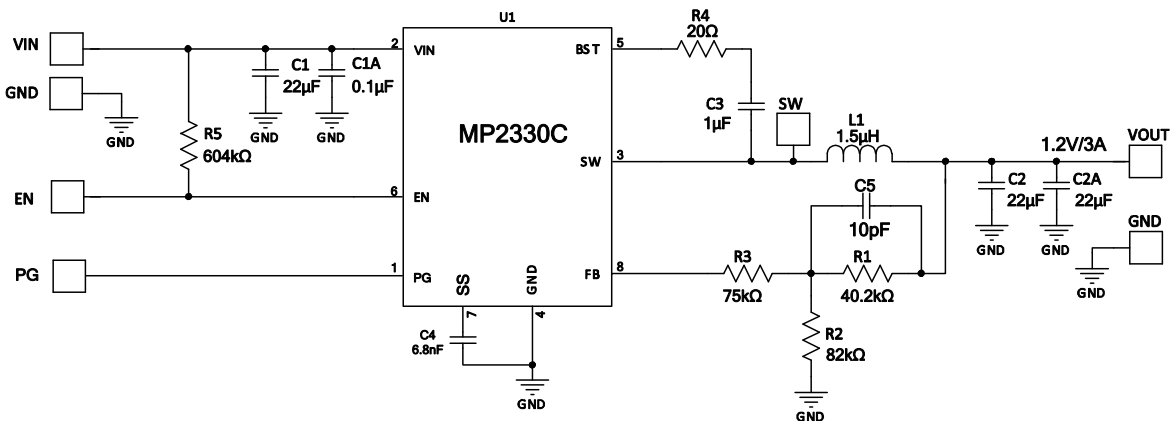 U1
VIN
2
VIN
C1
22µF
C1A
0.1µF
GND
GND
GND
GND
R5
604kΩ
EN
6
EN
PG
1
PG
MP2330C
SS
7
GND
4
C4
6.8nF
GND
BST
5
R4
20Ω
C3
1µF
SW
SW
3
L1
1.5µH
1.2V/3A
VOUT
C2
22µF
C2A
22µF
GND
GND
GND
GND
C5
10pF
FB
8
R3
75kΩ
R1
40.2kΩ
R2
82kΩ
GND